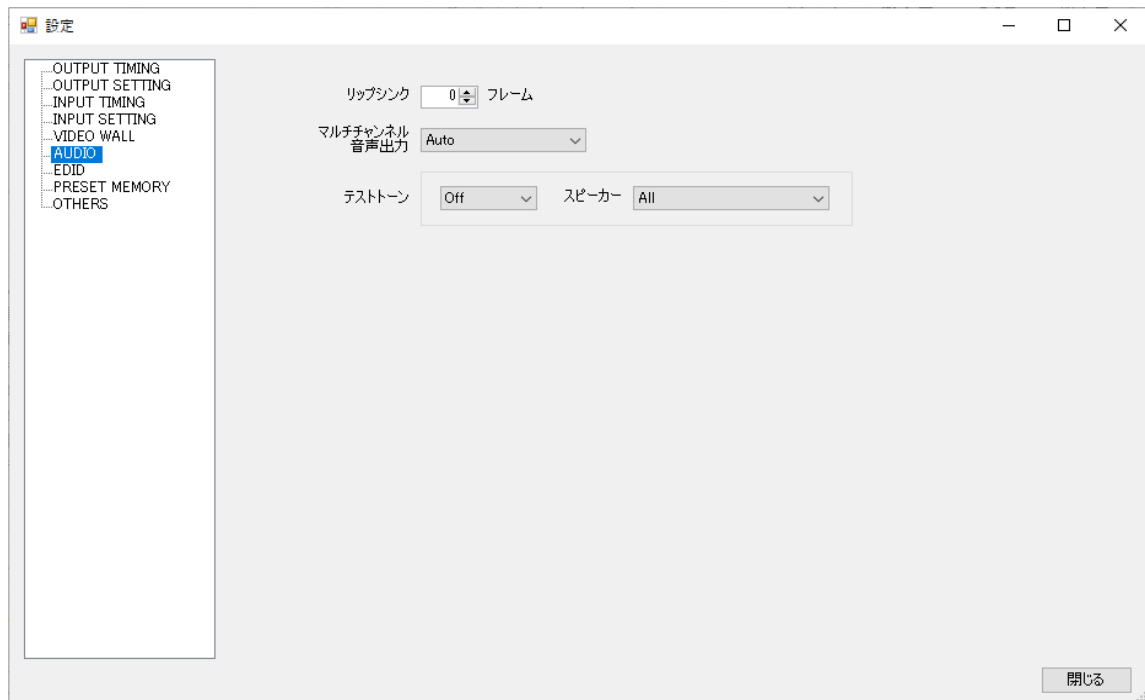 設定
OUTPUT TIMING
OUTPUT SETTING
INPUT TIMING
INPUT SETTING
VIDEO WALL
AUDIO
EDID
PRESET MEMORY
OTHERS
リップシンク 0 フレーム
マルチチャンネル
音声出力 Auto
テストトーン Off スピーカー All
閉じる